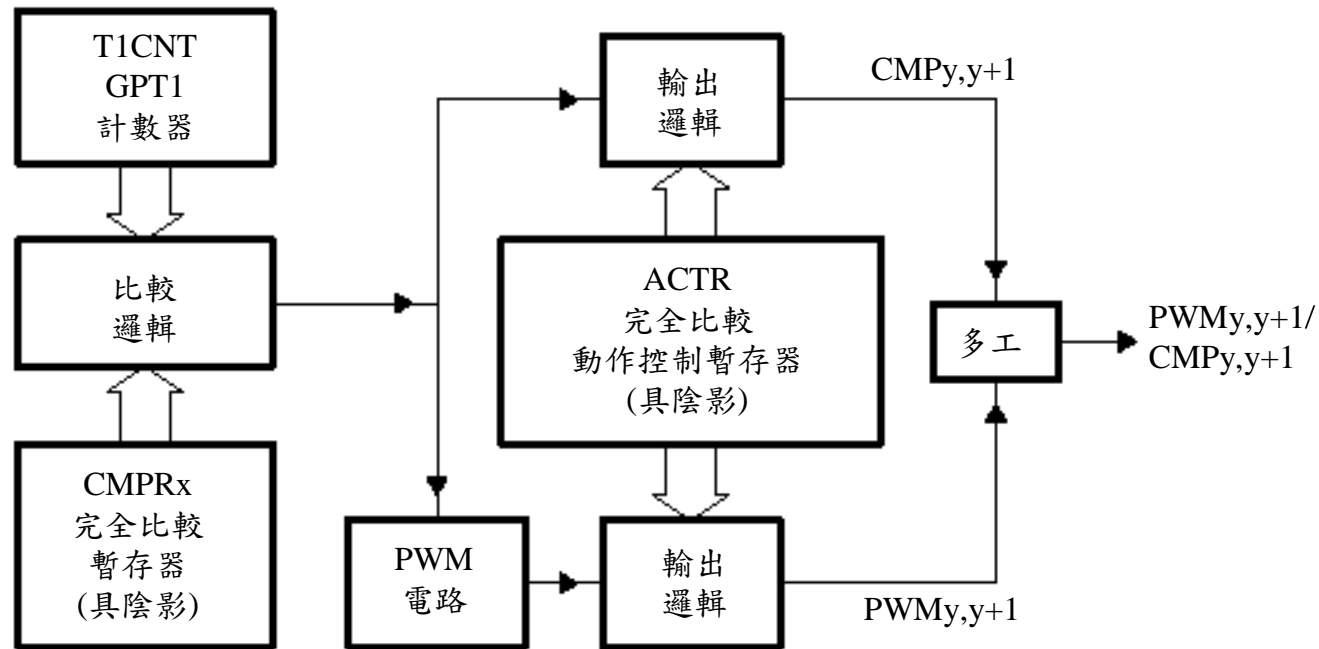 T1CNT
GPT1
計數器
比較
邏輯
CMPRx
完全比較
暫存器
(具陰影)
輸出
邏輯
CMPy,y+1
ACTR
完全比較
動作控制暫存器
(具陰影)
PWM
電路
輸出
邏輯
PWMy,y+1
多工
PWMy,y+1/
CMPy,y+1